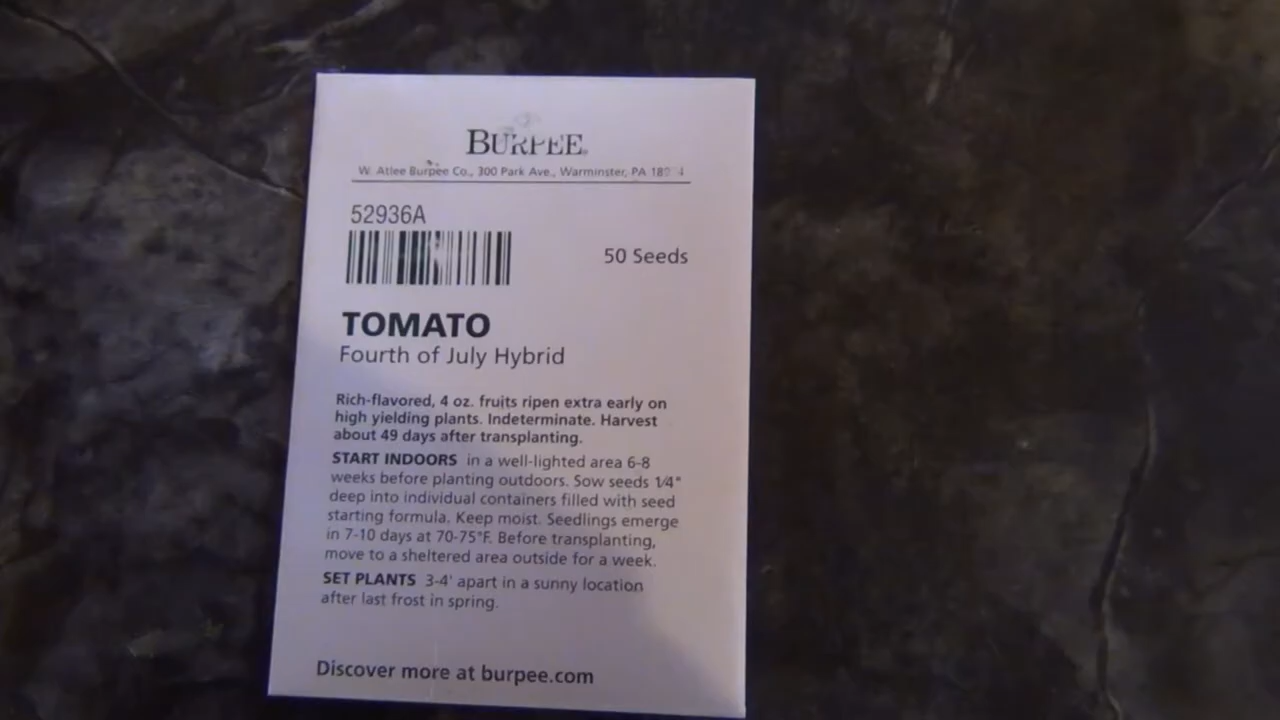 BURPEE
W. Atlee Burpee Co., 300 Park Ave., Warminster, PA
52936A
50 Seeds
TOMATO
Fourth of July Hybrid
Rich-flavored, 4 oz. fruits ripen extra early on
high yielding plants. Indeterminate. Harvest
about 49 days after transplanting.
START INDOORS in a well-lighted area 6-8
weeks before planting outdoors. Sow seeds 1/4"
deep into individual containers filled with seed
starting formula. Keep moist. Seedlings emerge
in 7-10 days at 70-75°F. Before transplanting,
move to a sheltered area outside for a week.
SET PLANTS 3-4' apart in a sunny location
after last frost in spring.
Discover more at burpee.com